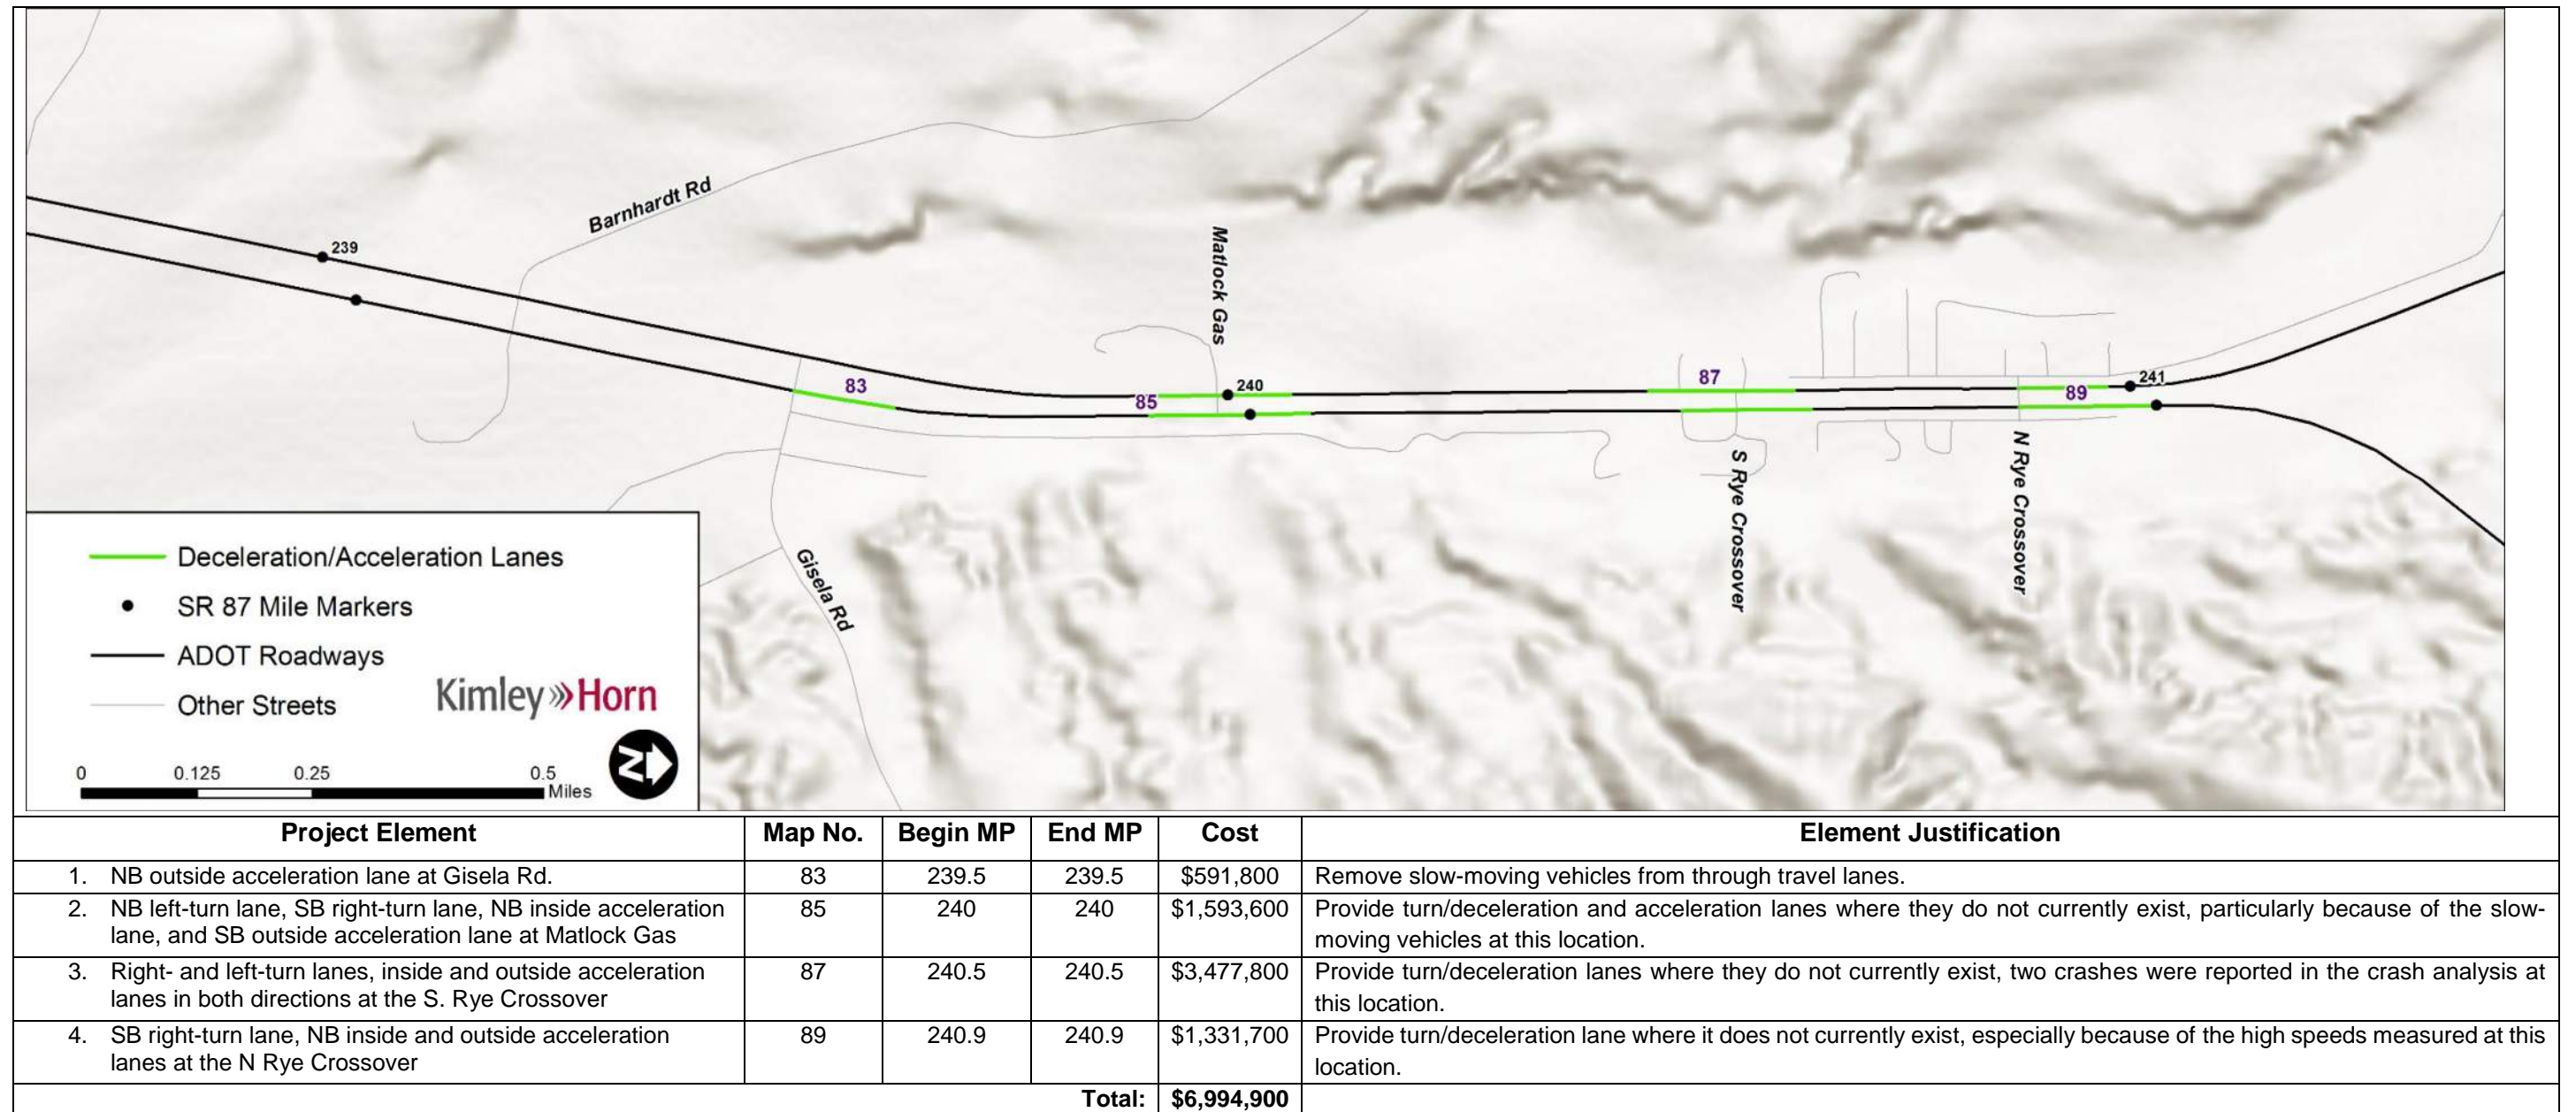 Barnhardt Rd
239
Matlock Gas
83
85
240
87
241
89
S Rye Crossover
N Rye Crossover
Gisela Rd
Deceleration/Acceleration Lanes
SR 87 Mile Markers
ADOT Roadways
Other Streets
Kimley»Horn
0 0.125 0.25 0.5
Miles
N
Project Element Map No. Begin MP End MP Cost Element Justification
1. NB outside acceleration lane at Gisela Rd. 83 239.5 239.5 $591,800 Remove slow-moving vehicles from through travel lanes.
2. NB left-turn lane, SB right-turn lane, NB inside acceleration 85 240 240 $1,593,600 Provide turn/deceleration and acceleration lanes where they do not currently exist, particularly because of the slow-
lane, and SB outside acceleration lane at Matlock Gas moving vehicles at this location.
3. Right- and left-turn lanes, inside and outside acceleration 87 240.5 240.5 $3,477,800 Provide turn/deceleration lanes where they do not currently exist, two crashes were reported in the crash analysis at
lanes in both directions at the S. Rye Crossover this location.
4. SB right-turn lane, NB inside and outside acceleration 89 240.9 240.9 $1,331,700 Provide turn/deceleration lane where it does not currently exist, especially because of the high speeds measured at this
lanes at the N Rye Crossover location.
Total: $6,994,900